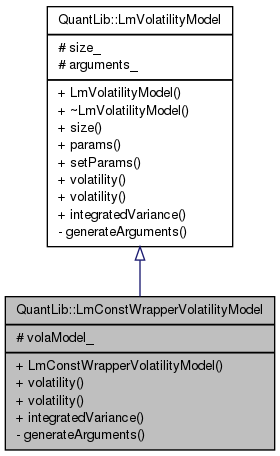 QuantLib::LmVolatilityModel
# size_
# arguments_
+ LmVolatilityModel()
+ ~LmVolatilityModel()
+ size()
+ params()
+ setParams()
+ volatility()
+ volatility()
+ integratedVariance()
- generateArguments()
QuantLib::LmConstWrapperVolatilityModel
# volaModel_
+ LmConstWrapperVolatilityModel()
+ volatility()
+ volatility()
+ integratedVariance()
- generateArguments()